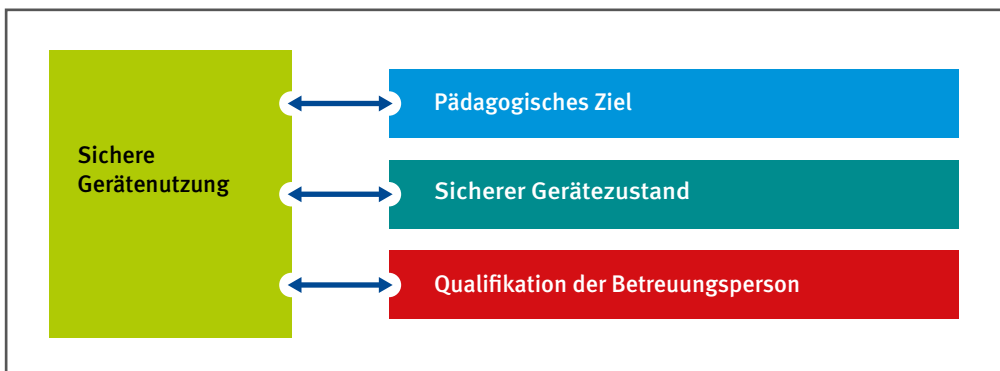 Sichere
Gerätenutzung
Pädagogisches Ziel
Sicherer Gerätezustand
Qualifikation der Betreuungsperson